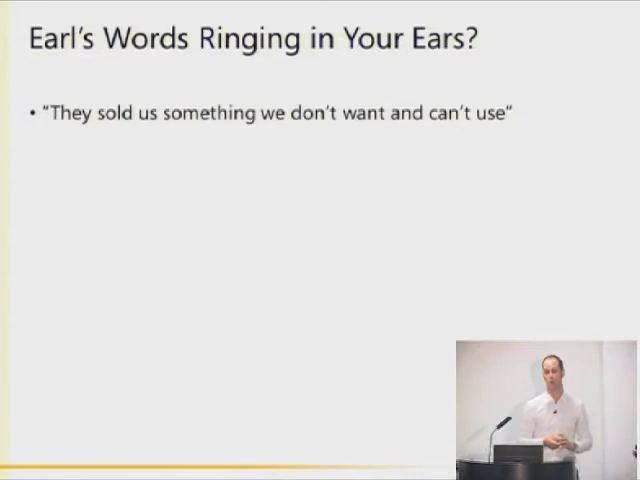 Earl's Words Ringing in Your Ears?
• "They sold us something we don't want and can't use"